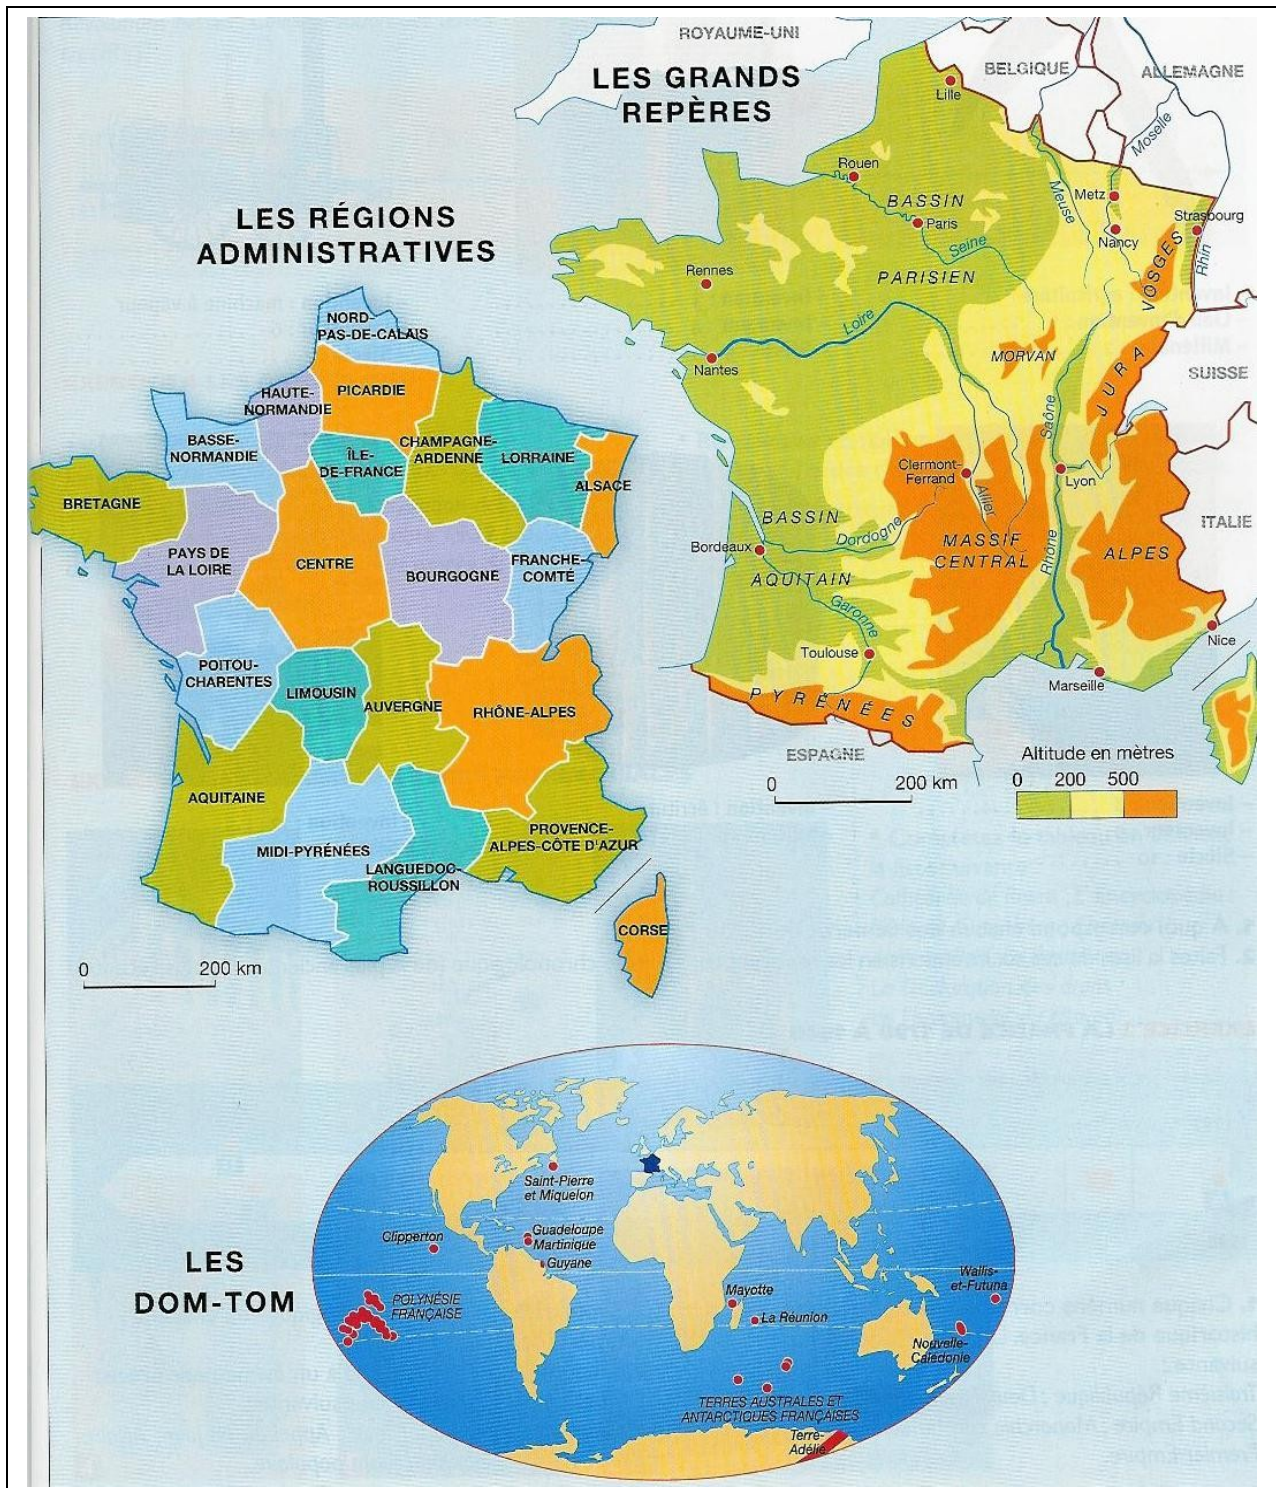 ROYAUME-UNI
LES GRANDS
REPÈRES
BELGIQUE
ALLEMAGNE
Lille
Moselle
Rouen
BASSIN
Paris
Seine
PARISIEN
Meuse
Metz
Nancy
Strasbourg
Rhin
VOSGES
Rennes
Loire
Nantes
MORVAN
JURA
SUISSE
Saône
Clermont-
Ferrand
Allier
Lyon
ITALIE
BASSIN
Bordeaux
Dordogne
MASSIF
CENTRAL
Rhône
ALPES
AQUITAIN
Garonne
Toulouse
Nice
Marseille
PYRÉNÉES
ESPAGNE
0 200 km
Altitude en mètres
0 200 500
LES RÉGIONS
ADMINISTRATIVES
NORD-
PAS-DE-CALAIS
HAUTE-
NORMANDIE
PICARDIE
BASSE-
NORMANDIE
ÎLE-
DE-FRANCE
CHAMPAGNE-
ARDENNE
LORRAINE
ALSACE
BRETAGNE
PAYS DE
LA LOIRE
CENTRE
BOURGOGNE
FRANCHE-
COMTÉ
POITOU-
CHARENTES
LIMOUSIN
AUVERGNE
RHÔNE-ALPES
AQUITAINE
MIDI-PYRÉNÉES
LANGUEDOC-
ROUSSILLON
PROVENCE-
ALPES-CÔTE D'AZUR
CORSE
0 200 km
LES
DOM-TOM
Saint-Pierre
et Miquelon
Clipperton
Guadeloupe
Martinique
Guyane
POLYNÉSIE
FRANÇAISE
Mayotte
La Réunion
Wallis-
et-Futuna
Nouvelle-
Calédonie
TERRES AUSTRALES ET
ANTARCTIQUES FRANÇAISES
Terre-
Adélie